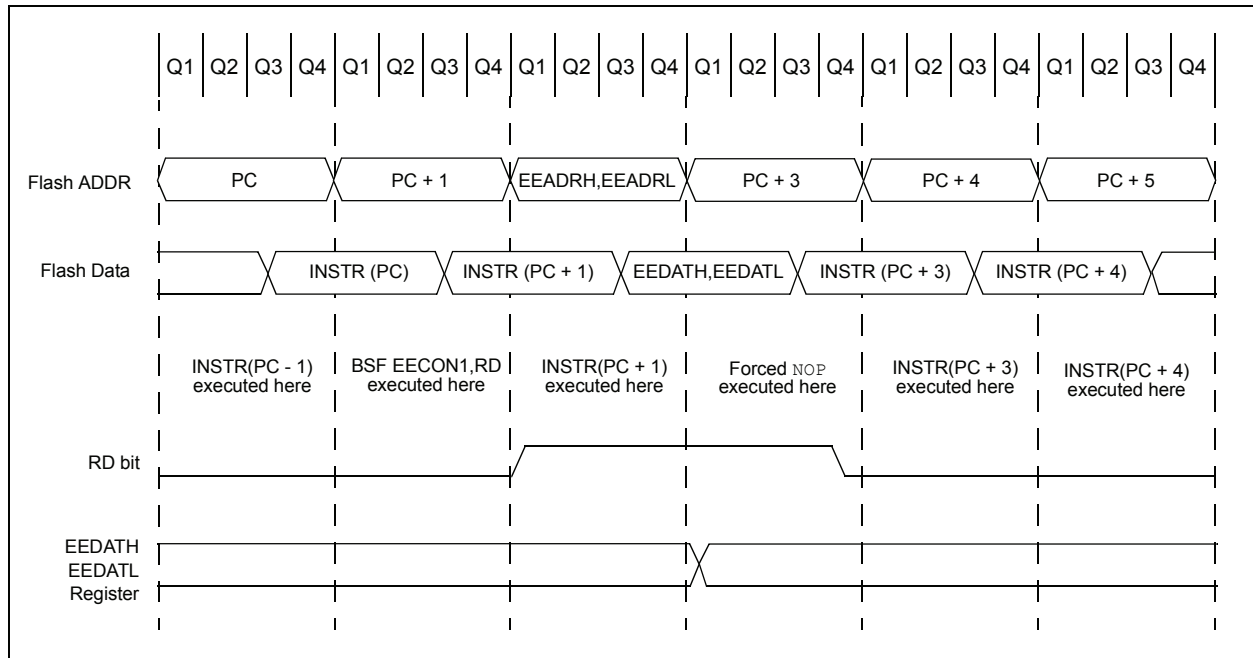 Q1 Q2 Q3 Q4 Q1 Q2 Q3 Q4 Q1 Q2 Q3 Q4 Q1 Q2 Q3 Q4 Q1 Q2 Q3 Q4 Q1 Q2 Q3 Q4
Flash ADDR PC PC + 1 EEADRH,EEADRL PC + 3 PC + 4 PC + 5
Flash Data INSTR (PC) INSTR (PC + 1) EEDATH,EEDATL INSTR (PC + 3) INSTR (PC + 4)
INSTR(PC - 1)
executed here
BSF EECON1,RD
executed here
INSTR(PC + 1)
executed here
Forced NOP
executed here
INSTR(PC + 3)
executed here
INSTR(PC + 4)
executed here
RD bit
EEDATH
EEDATL
Register